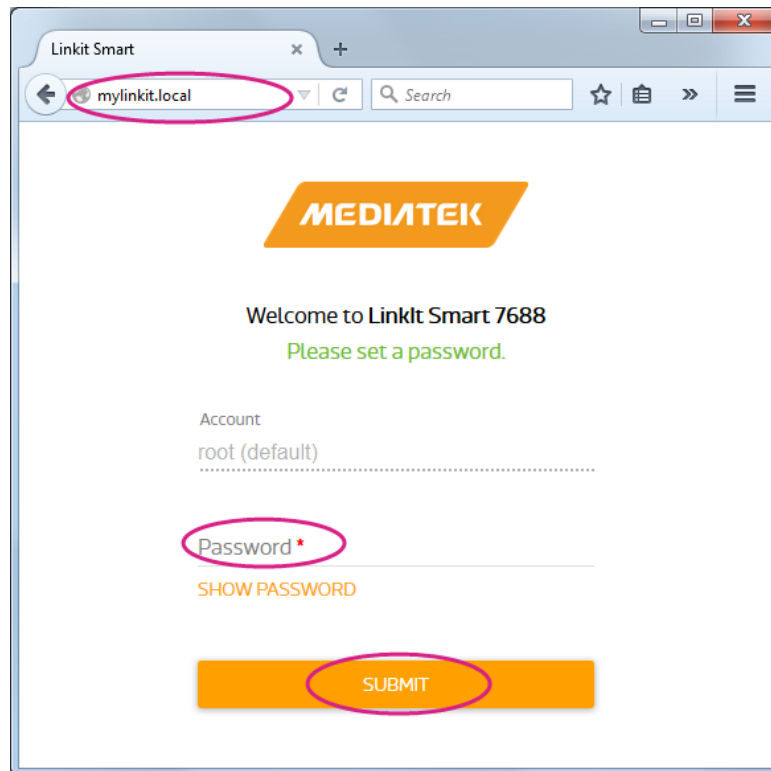 Linkit Smart
mylinkit.local
Search
MEDIATEK
Welcome to LinkIt Smart 7688
Please set a password.
Account
root (default)
Password *
SHOW PASSWORD
SUBMIT